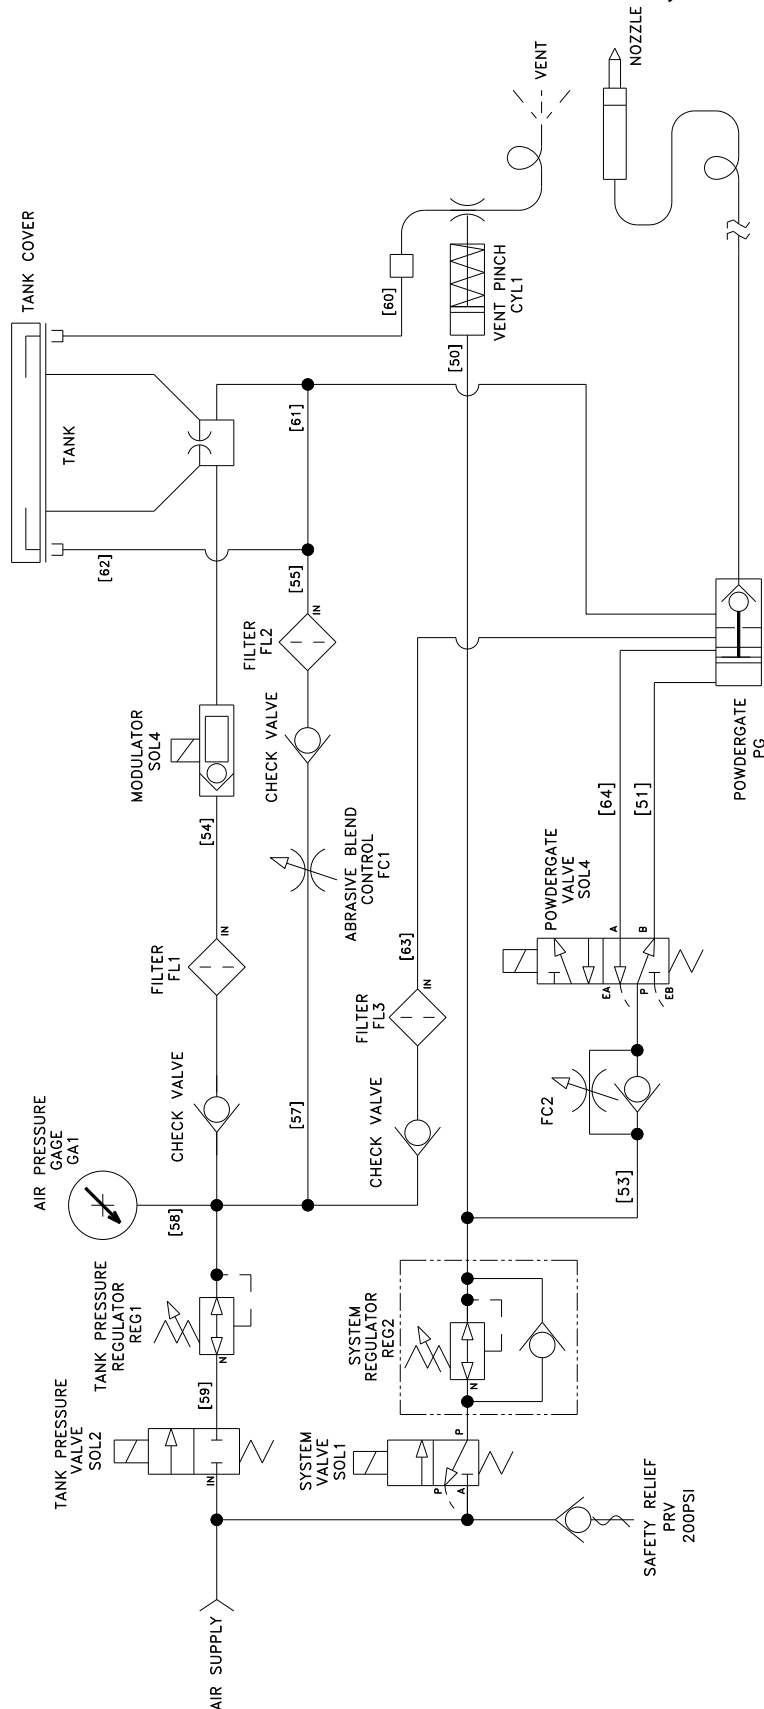 NOZZLE
VENT
TANK COVER
[60]
VENT PINCH
CYL1
[50]
[61]
TANK
[62]
[55]
IN
FILTER
FL2
MODULATOR
SOL4
CHECK VALVE
[54]
ABRASIVE BLEND
CONTROL
FC1
POWDERGATE
PG
[64]
[51]
POWDERGATE
VALVE
SOL4
A
B
EA
P
EB
IN
FILTER
FL1
[63]
IN
FILTER
FL3
CHECK VALVE
[57]
CHECK VALVE
FC2
[53]
AIR PRESSURE
GAGE
GA1
[58]
TANK PRESSURE
REGULATOR
REG1
N
[59]
SYSTEM
REGULATOR
REG2
N
TANK PRESSURE
VALVE
SOL2
IN
SYSTEM
VALVE
SOL1
P
P
A
SAFETY RELIEF
PRV
200PSI
AIR SUPPLY